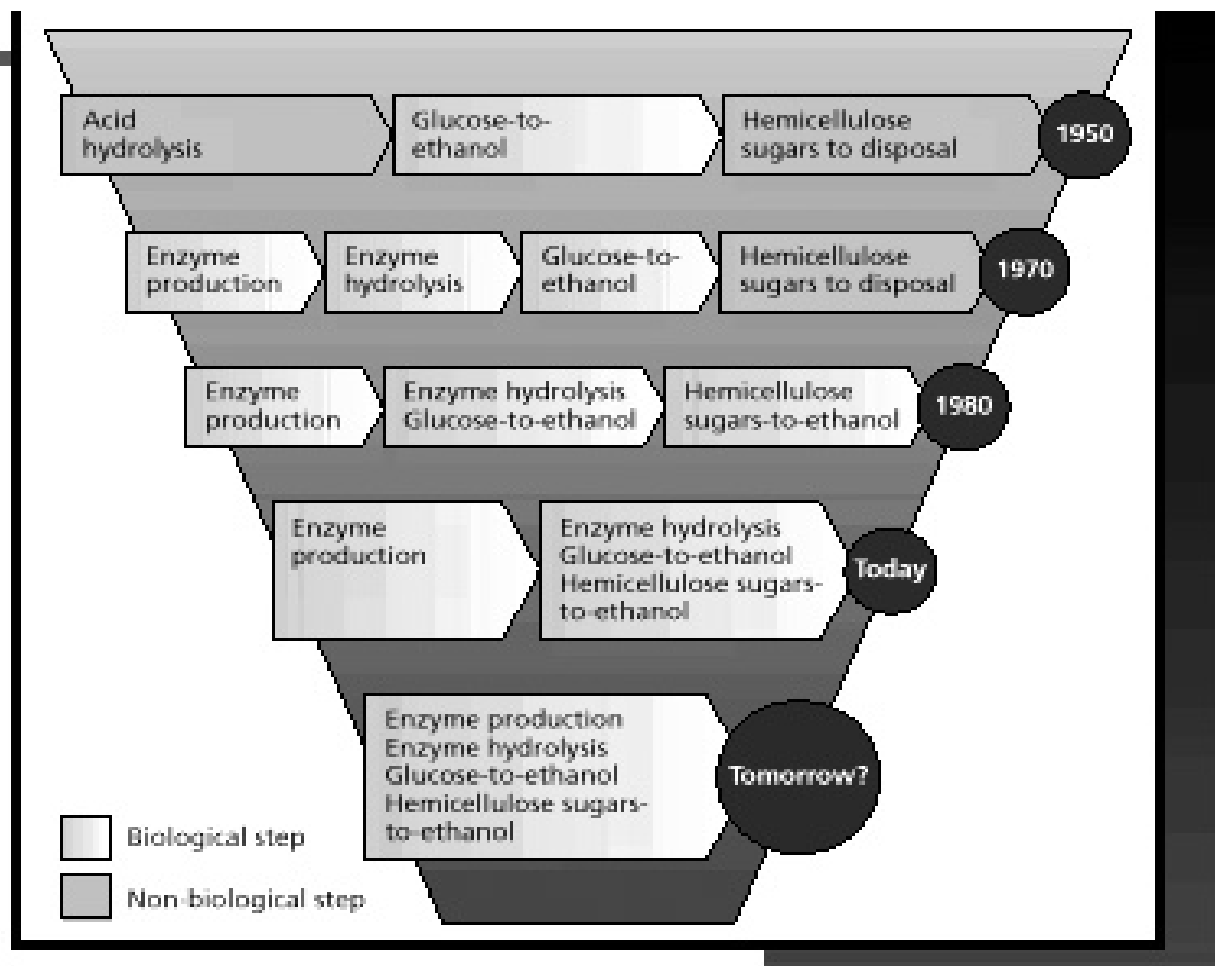 Acid
hydrolysis
Glucose-to-
ethanol
Hemicellulose
sugars to disposal
1950
Enzyme
production
Enzyme
hydrolysis
Glucose-to-
ethanol
Hemicellulose
sugars to disposal
1970
Enzyme
production
Enzyme hydrolysis
Glucose-to-ethanol
Hemicellulose
sugars-to-ethanol
1980
Enzyme
production
Enzyme hydrolysis
Glucose-to-ethanol
Hemicellulose sugars-
to-ethanol
Today
Enzyme production
Enzyme hydrolysis
Glucose-to-ethanol
Hemicellulose sugars-
to-ethanol
Tomorrow?
Biological step
Non-biological step